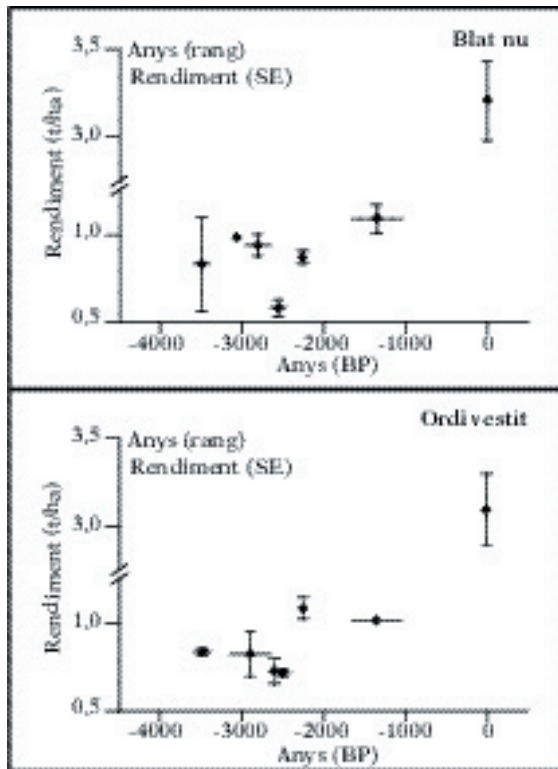 3,5
Anys (rang)
Blat nu
Rendiment (SE)
Rendiment (t/ha)
3,0
1,0
0,5
-4000 -3000 -2000 -1000 0
Anys (BP)
3,5
Anys (rang)
Ordi vestit
Rendiment (SE)
Rendiment (t/ha)
3,0
1,0
0,5
-4000 -3000 -2000 -1000 0
Anys (BP)